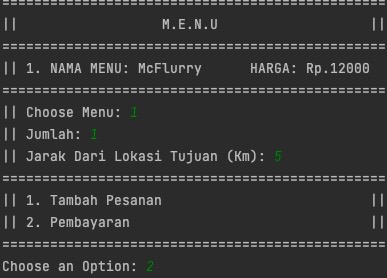 ================================================
||                  M.E.N.U                   ||
================================================
|| 1. NAMA MENU: McFlurry      HARGA: Rp.12000
================================================
|| Choose Menu: 1
|| Jumlah: 1
|| Jarak Dari Lokasi Tujuan (Km): 5
================================================
|| 1. Tambah Pesanan                          ||
|| 2. Pembayaran                              ||
================================================
Choose an Option: 2